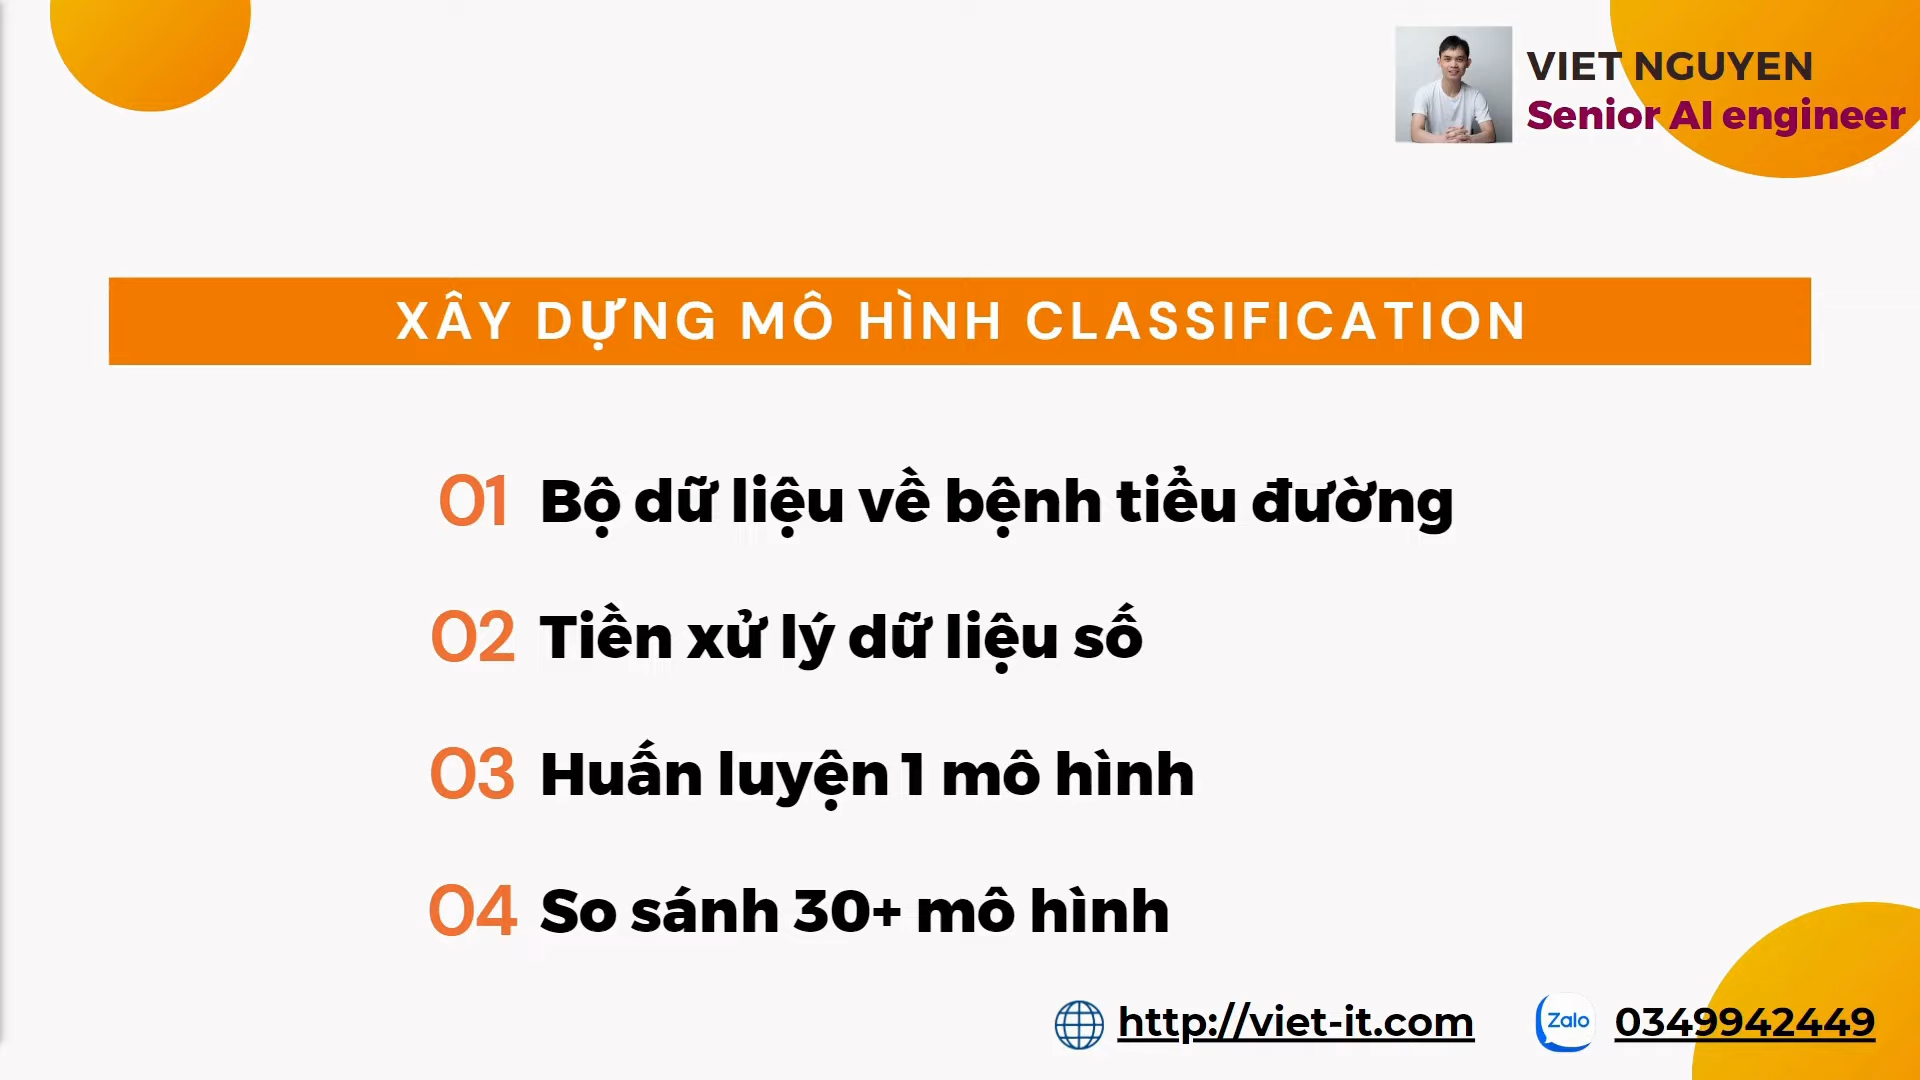 VIET NGUYEN
Senior AI engineer
XÂY DỰNG MÔ HÌNH CLASSIFICATION
01 Bộ dữ liệu về bệnh tiểu đường
02 Tiền xử lý dữ liệu số
03 Huấn luyện 1 mô hình
04 So sánh 30+ mô hình
http://viet-it.com
Zalo 0349942449